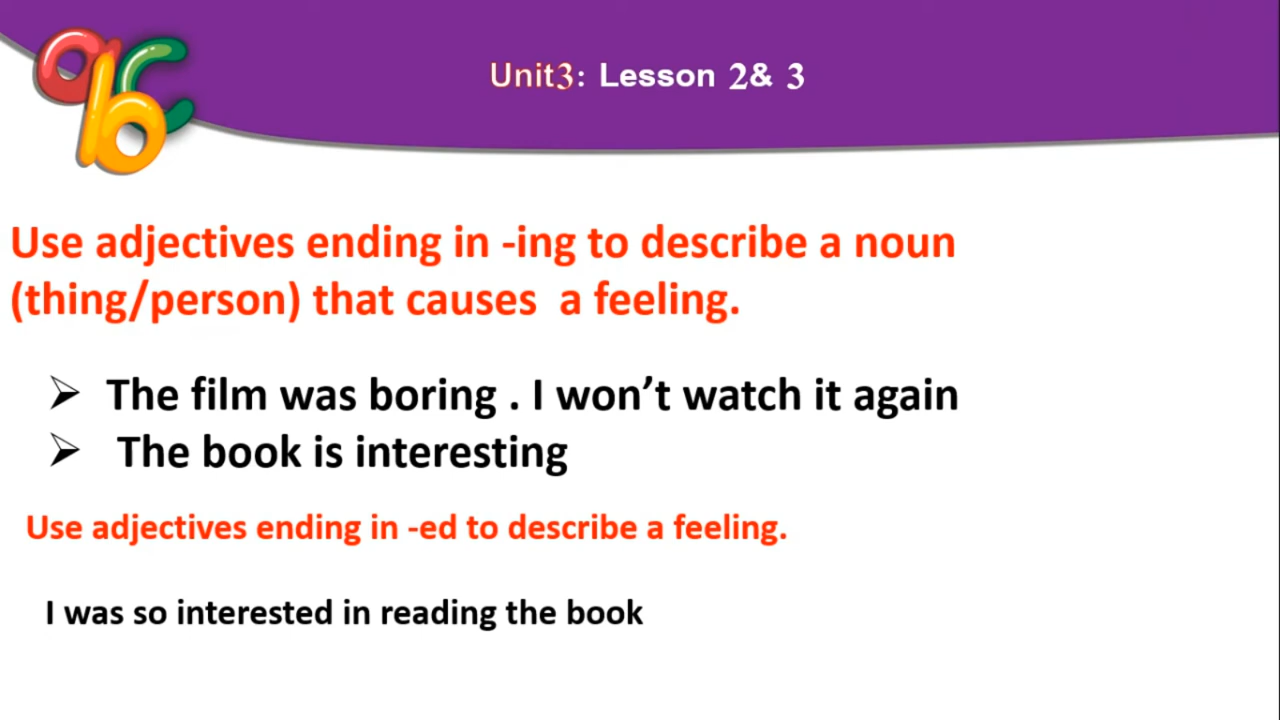 abc
Unit3: Lesson 2& 3
Use adjectives ending in -ing to describe a noun
(thing/person) that causes  a feeling.
➢ The film was boring . I won’t watch it again
➢ The book is interesting
Use adjectives ending in -ed to describe a feeling.
I was so interested in reading the book